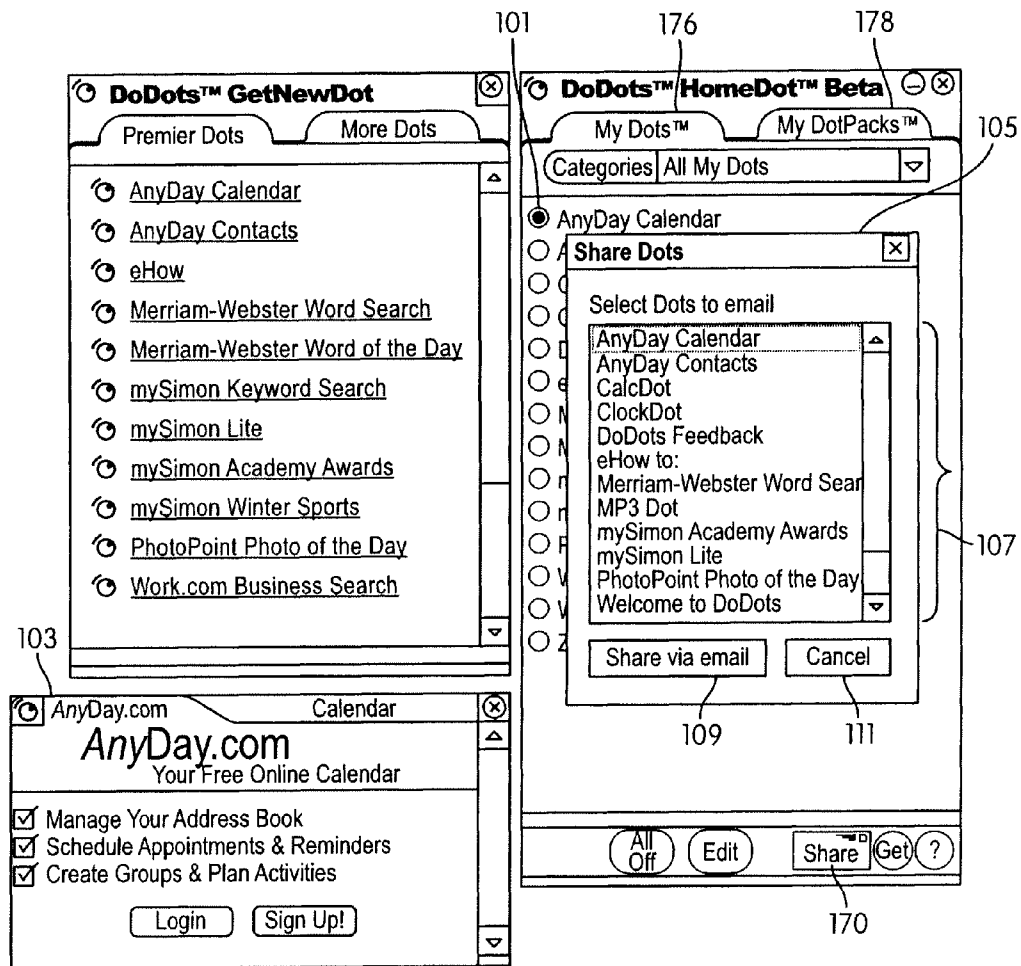 101
176
178
DoDots™ GetNewDot
Premier Dots
More Dots
AnyDay Calendar
AnyDay Contacts
eHow
Merriam-Webster Word Search
Merriam-Webster Word of the Day
mySimon Keyword Search
mySimon Lite
mySimon Academy Awards
mySimon Winter Sports
PhotoPoint Photo of the Day
Work.com Business Search
DoDots™ HomeDot™ Beta
My Dots™
My DotPacks™
105
Categories All My Dots
AnyDay Calendar
A
C
C
D
e
M
M
m
m
P
W
W
Z
Share Dots
Select Dots to email
AnyDay Calendar
AnyDay Contacts
CalcDot
ClockDot
DoDots Feedback
eHow to:
Merriam-Webster Word Sear
MP3 Dot
mySimon Academy Awards
mySimon Lite
PhotoPoint Photo of the Day
Welcome to DoDots
107
Share via email
Cancel
109
111
All
Off
Edit
Share
Get
?
170
103
AnyDay.com
Calendar
AnyDay.com
Your Free Online Calendar
Manage Your Address Book
Schedule Appointments & Reminders
Create Groups & Plan Activities
Login
Sign Up!